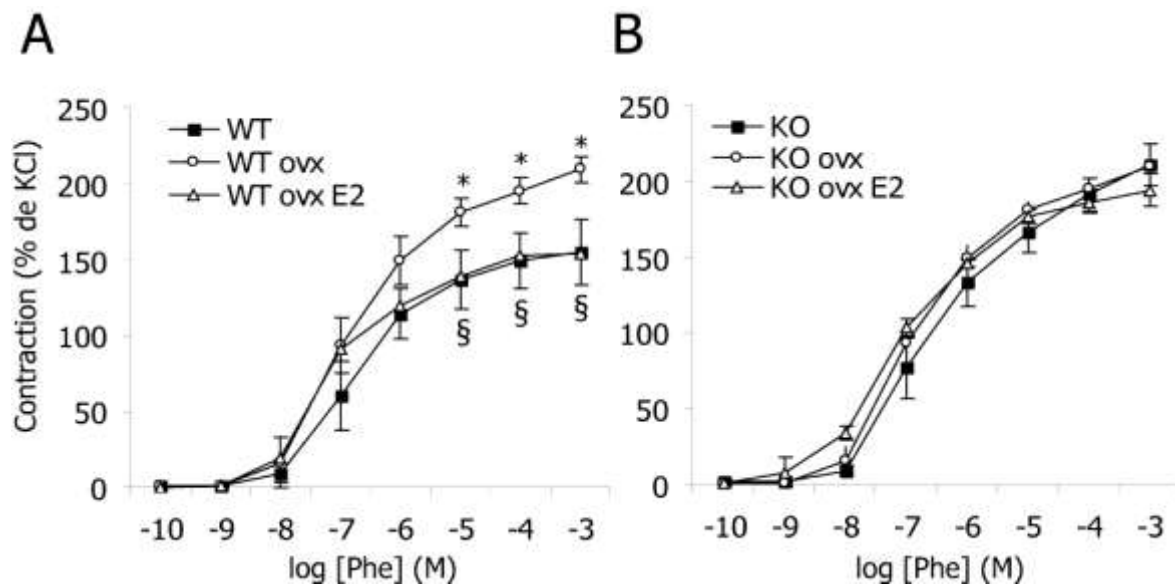 A
B
250
200
150
100
50
0
Contraction (% de KCl)
WT
WT ovx
WT ovx E2
* * *
§ § §
-10 -9 -8 -7 -6 -5 -4 -3
log [Phe] (M)
250
200
150
100
50
0
KO
KO ovx
KO ovx E2
-10 -9 -8 -7 -6 -5 -4 -3
log [Phe] (M)